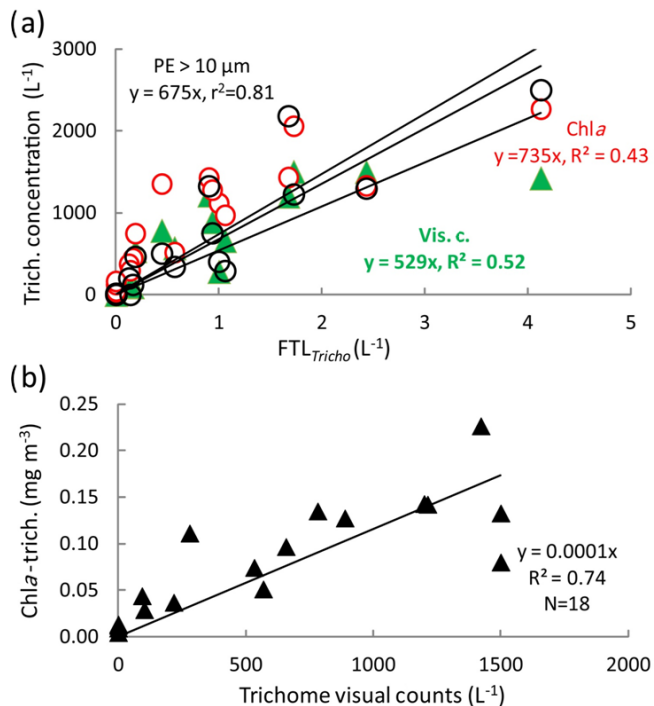 (a)
3000
2000
1000
0
Trich. concentration (L⁻¹)
PE > 10 µm
y = 675x, r²=0.81
Chla
y =735x, R² = 0.43
Vis. c.
y = 529x, R² = 0.52
0 1 2 3 4 5
FTL_Tricho (L⁻¹)
(b)
0.25
0.20
0.15
0.10
0.05
0.00
Chla-trich. (mg m⁻³)
y = 0.0001x
R² = 0.74
N=18
0 500 1000 1500 2000
Trichome visual counts (L⁻¹)